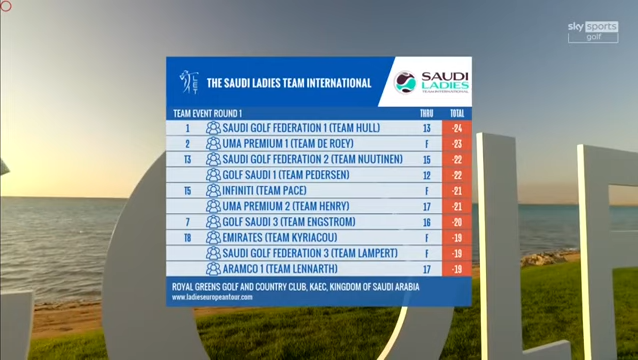 sky sports
golf
THE SAUDI LADIES TEAM INTERNATIONAL
SAUDI
LADIES
TEAM INTERNATIONAL
TEAM EVENT ROUND 1 THRU TOTAL
1 SAUDI GOLF FEDERATION 1 (TEAM HULL) 13 -24
2 UMA PREMIUM 1 (TEAM DE ROEY) F -23
T3 SAUDI GOLF FEDERATION 2 (TEAM NUUTINEN) 15 -22
GOLF SAUDI 1 (TEAM PEDERSEN) 12 -22
T5 INFINITI (TEAM PACE) F -21
UMA PREMIUM 2 (TEAM HENRY) 17 -21
7 GOLF SAUDI 3 (TEAM ENGSTROM) 16 -20
T8 EMIRATES (TEAM KYRIACOU) F -19
SAUDI GOLF FEDERATION 3 (TEAM LAMPERT) F -19
ARAMCO 1 (TEAM LENNARTH) 17 -19
ROYAL GREENS GOLF AND COUNTRY CLUB, KAEC, KINGDOM OF SAUDI ARABIA
www.ladieseuropeantour.com